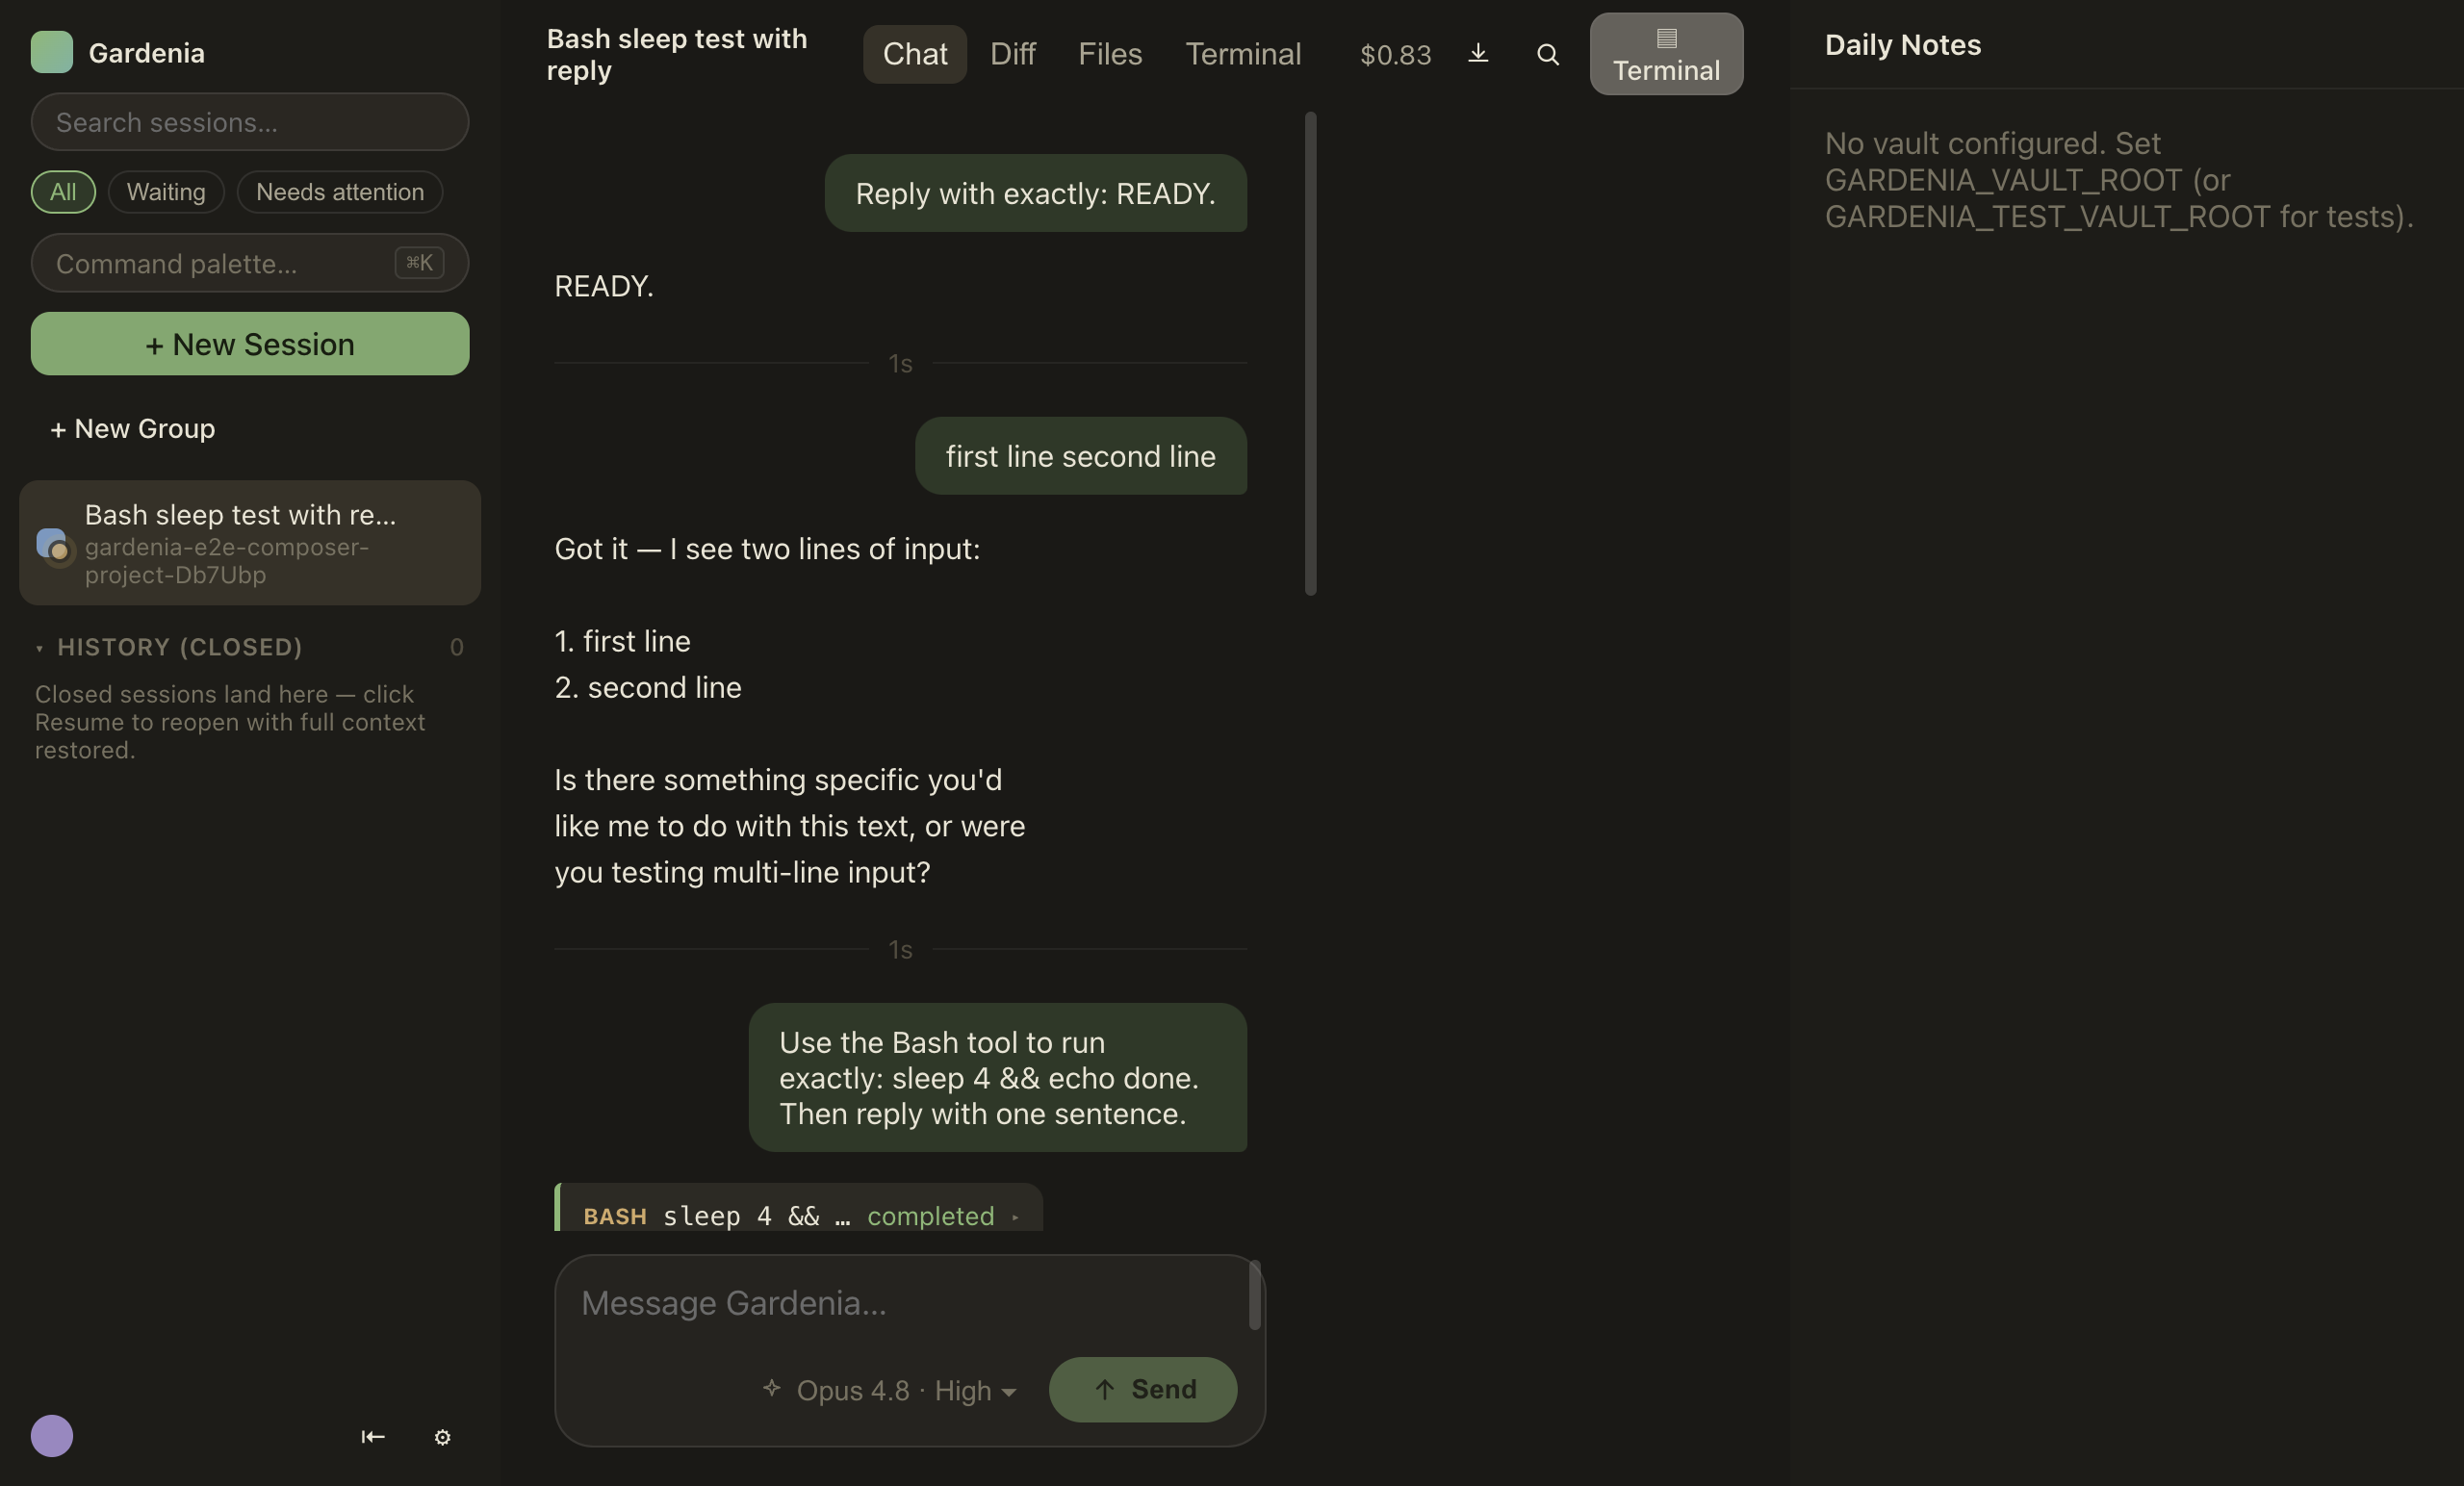 Gardenia
Search sessions...
All
Waiting
Needs attention
Command palette...
⌘K
+ New Session
+ New Group
Bash sleep test with re...
gardenia-e2e-composer-
project-Db7Ubp
HISTORY (CLOSED)
0
Closed sessions land here — click
Resume to reopen with full context
restored.
Bash sleep test with
reply
Chat
Diff
Files
Terminal
$0.83
Terminal
Reply with exactly: READY.
READY.
1s
first line second line
Got it — I see two lines of input:
1. first line
2. second line
Is there something specific you'd
like me to do with this text, or were
you testing multi-line input?
1s
Use the Bash tool to run
exactly: sleep 4 && echo done.
Then reply with one sentence.
BASH sleep 4 && … completed
Message Gardenia...
Opus 4.8 · High
Send
Daily Notes
No vault configured. Set
GARDENIA_VAULT_ROOT (or
GARDENIA_TEST_VAULT_ROOT for tests).